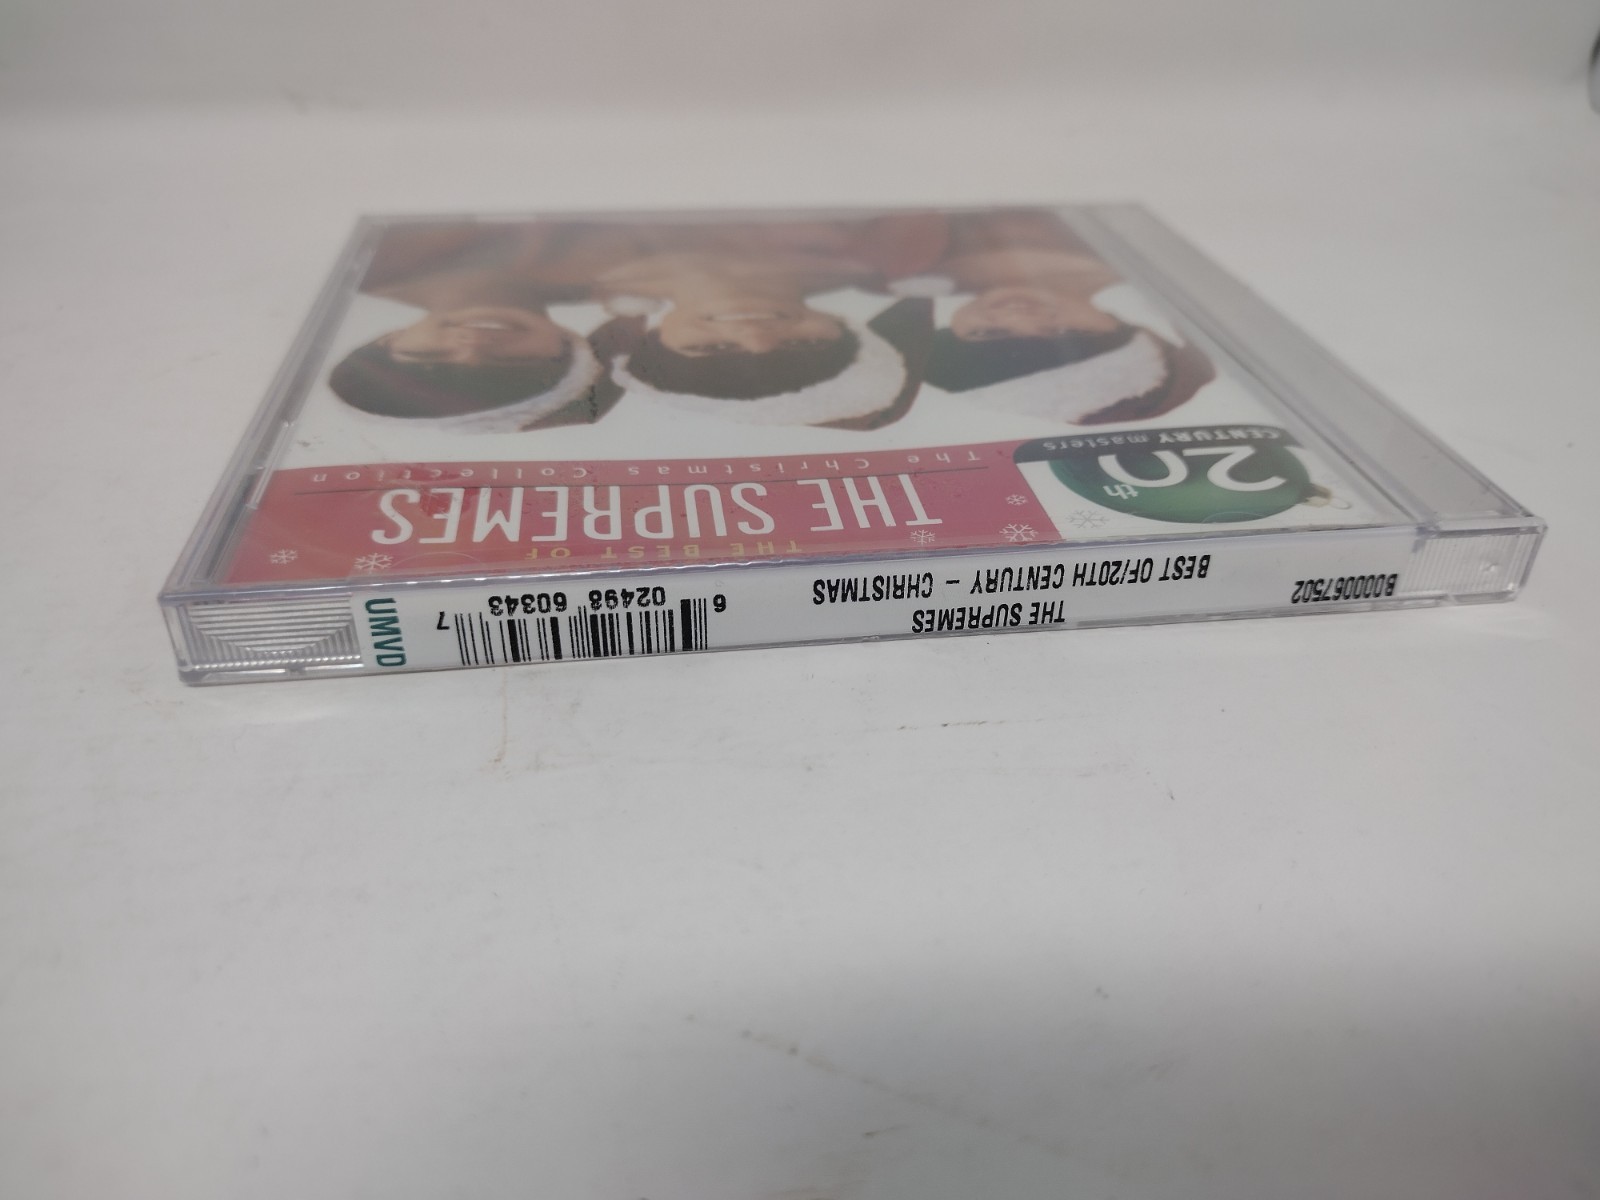 B000067502
BEST OF/20TH CENTURY – CHRISTMAS
THE SUPREMES
6 02498 60343 7
UMVD
THE BEST OF
THE SUPREMES
The Christmas Collection
20th
CENTURY masters